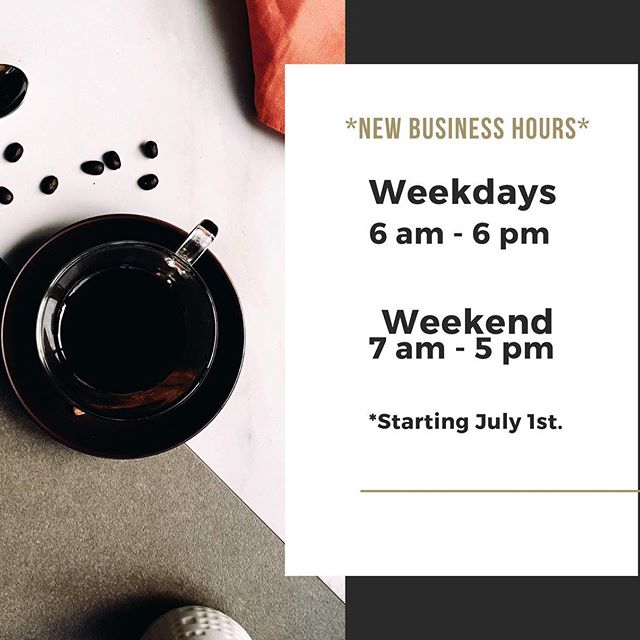 *NEW BUSINESS HOURS*
Weekdays
6 am - 6 pm
Weekend
7 am - 5 pm
*Starting July 1st.